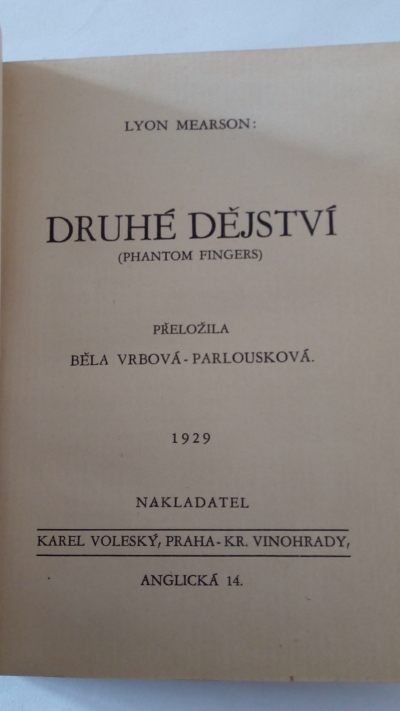 LYON MEARSON:
DRUHÉ DĚJSTVÍ
(PHANTOM FINGERS)
PŘELOŽILA
BĚLA VRBOVÁ-PARLOUSKOVÁ.
1929
NAKLADATEL
KAREL VOLESKÝ, PRAHA-KR. VINOHRADY,
ANGLICKÁ 14.